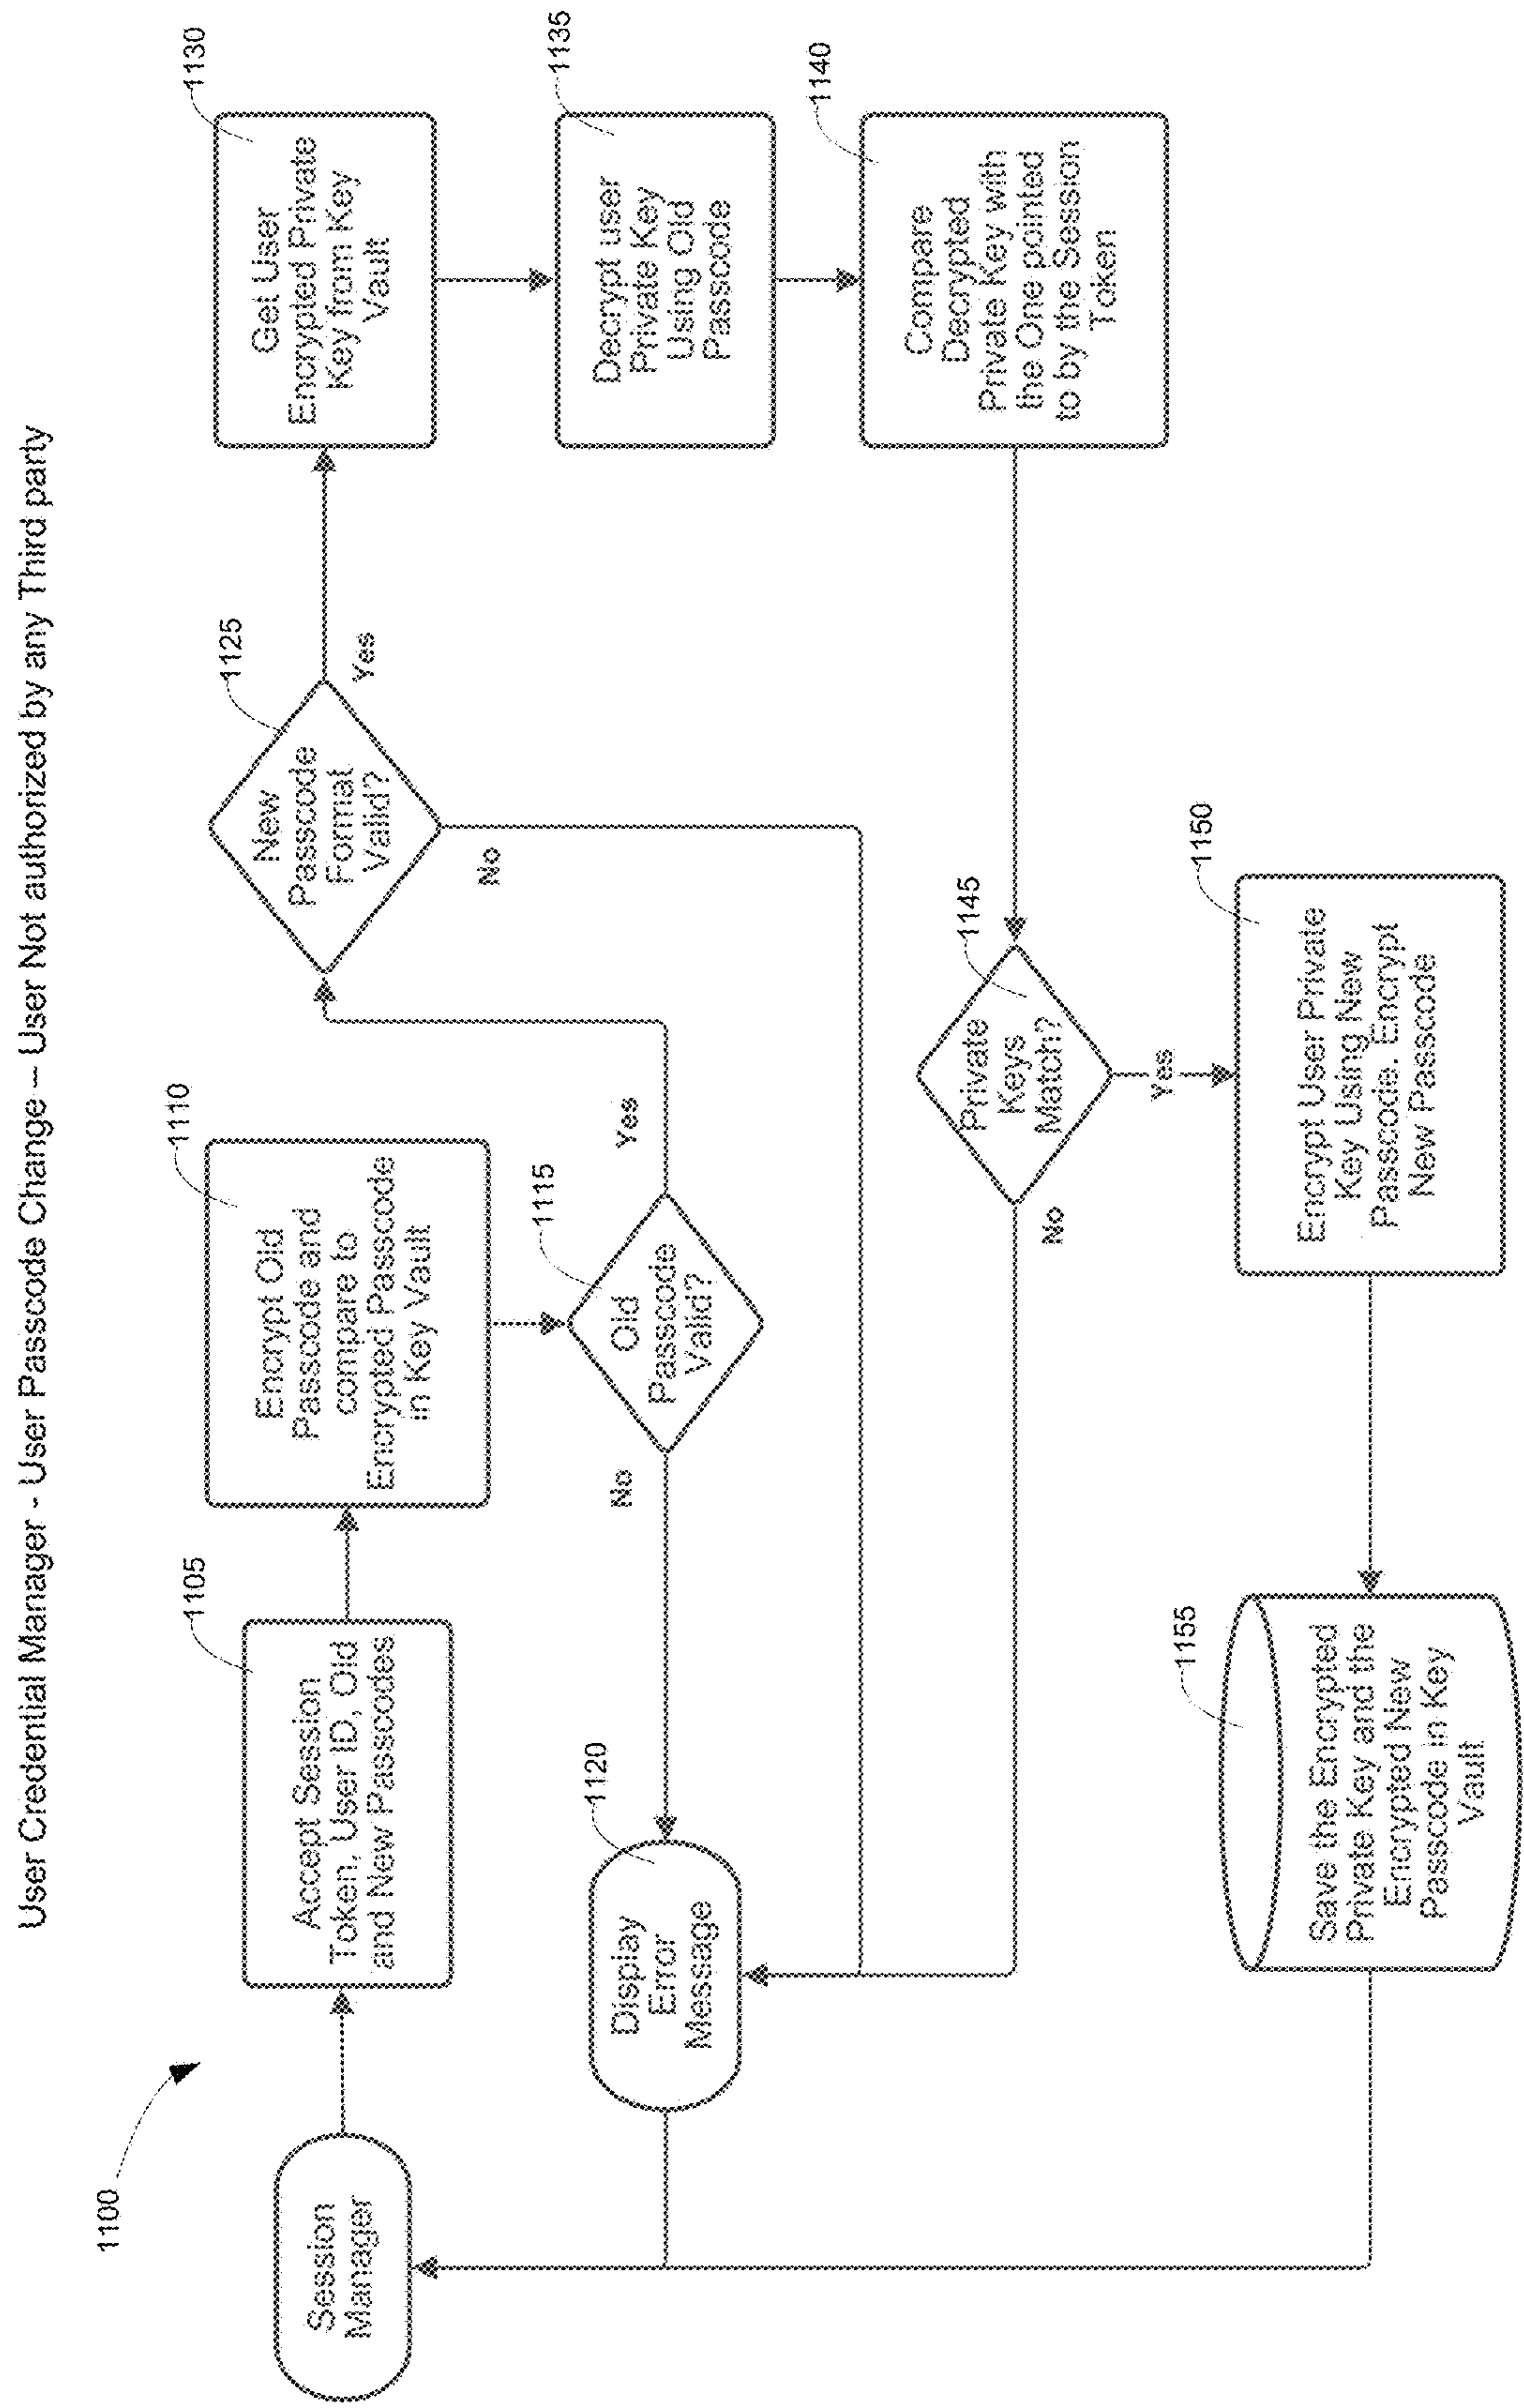 User Credential Manager - User Passcode Change – User Not authorized by any Third party
1100
Session
Manager
1105
Accept Session
Token, User ID, Old
and New Passcodes
1110
Encrypt Old
Passcode and
compare to
Encrypted Passcode
in Key Vault
1115
Old
Passcode
Valid?
No
Yes
1120
Display
Error
Message
1125
New
Passcode
Format
Valid?
Yes
No
1130
Get User
Encrypted Private
Key from Key
Vault
1135
Decrypt user
Private Key
Using Old
Passcode
1140
Compare
Decrypted
Private Key with
the One pointed
to by the Session
Token
1145
Private
Keys
Match?
No
Yes
1150
Encrypt User Private
Key Using New
Passcode. Encrypt
New Passcode
1155
Save the Encrypted
Private Key and the
Encrypted New
Passcode in Key
Vault